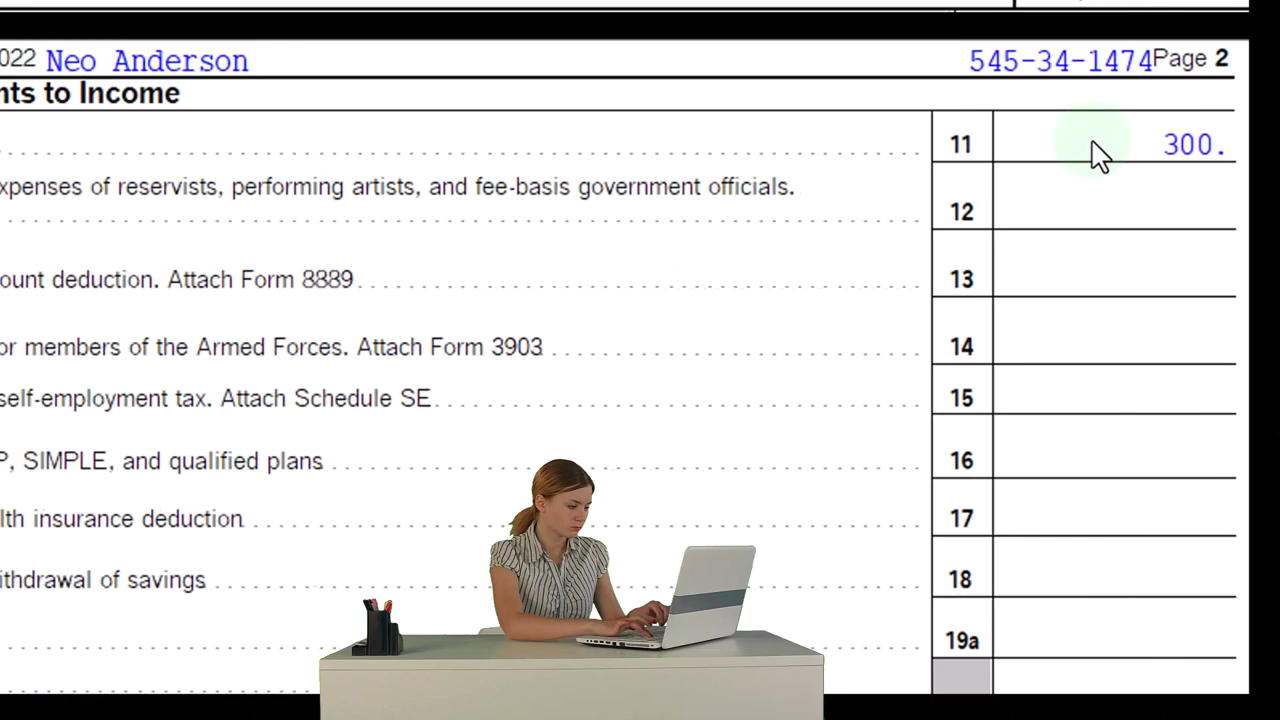 022 Neo Anderson 545-34-1474 Page 2
nts to Income
11 300.
xpenses of reservists, performing artists, and fee-basis government officials.
12
ount deduction. Attach Form 8889
13
or members of the Armed Forces. Attach Form 3903
14
self-employment tax. Attach Schedule SE
15
P, SIMPLE, and qualified plans
16
lth insurance deduction
17
ithdrawal of savings
18
19a